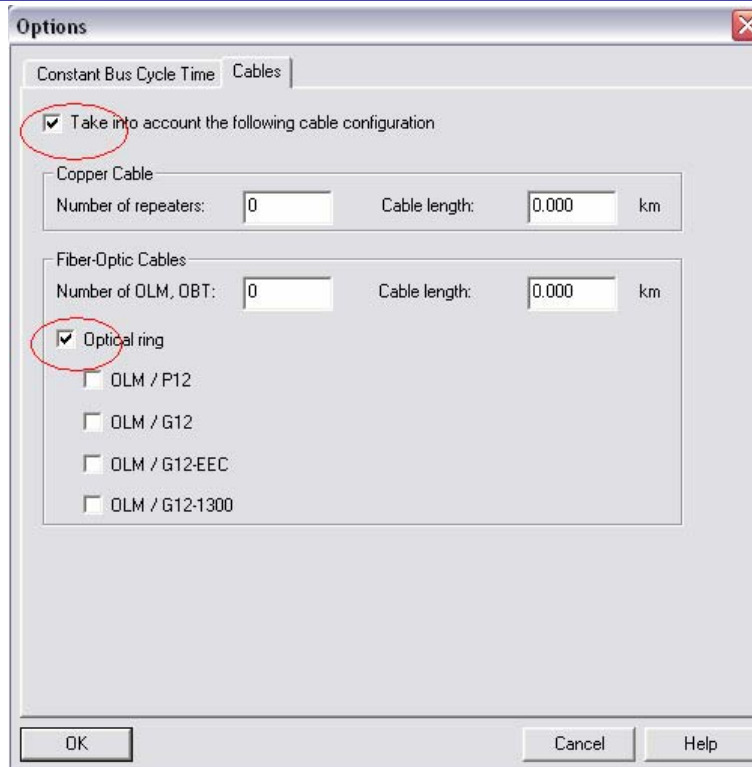 Options
Constant Bus Cycle Time Cables
Take into account the following cable configuration
Copper Cable
Number of repeaters: 0 Cable length: 0.000 km
Fiber-Optic Cables
Number of OLM, OBT: 0 Cable length: 0.000 km
Optical ring
OLM / P12
OLM / G12
OLM / G12-EEC
OLM / G12-1300
OK Cancel Help